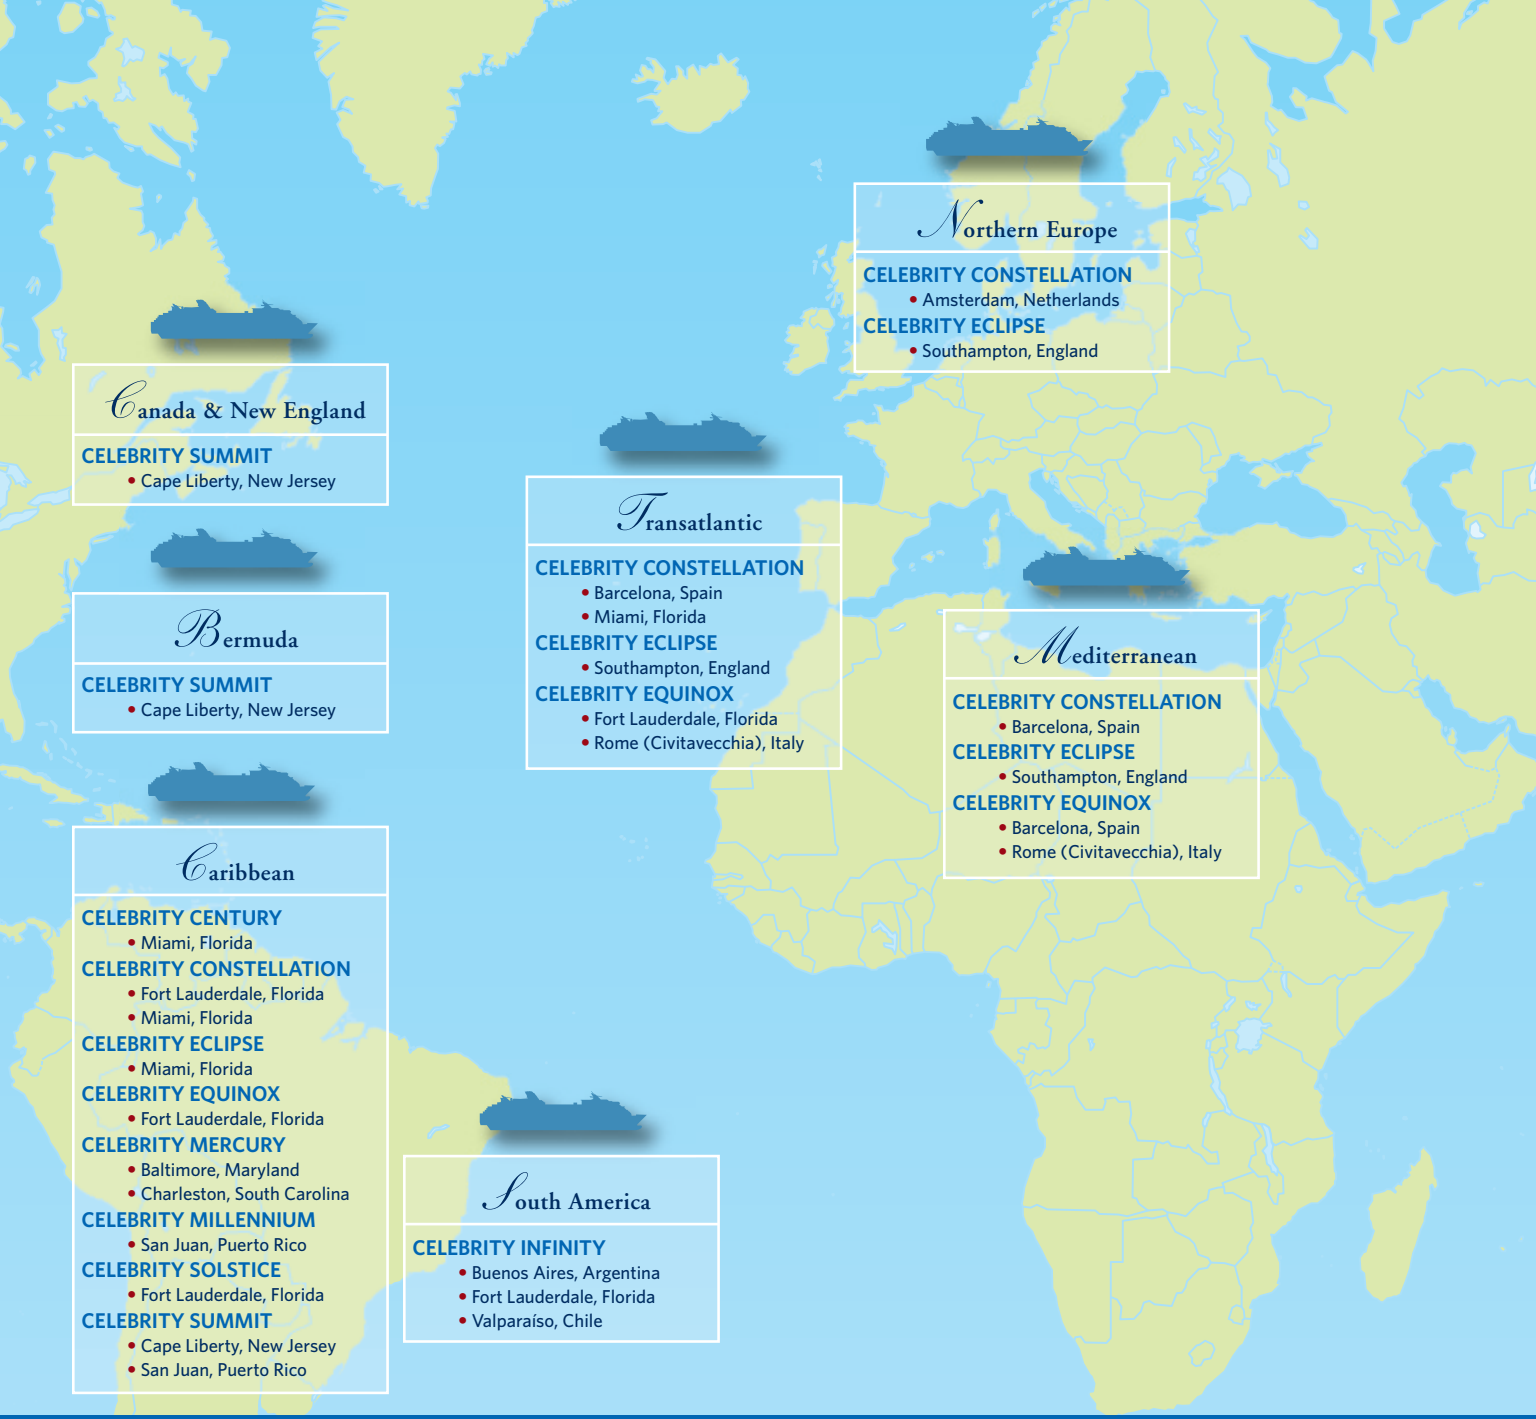 Northern Europe
CELEBRITY CONSTELLATION
• Amsterdam, Netherlands
CELEBRITY ECLIPSE
• Southampton, England
Canada & New England
CELEBRITY SUMMIT
• Cape Liberty, New Jersey
Transatlantic
CELEBRITY CONSTELLATION
• Barcelona, Spain
• Miami, Florida
CELEBRITY ECLIPSE
• Southampton, England
CELEBRITY EQUINOX
• Fort Lauderdale, Florida
• Rome (Civitavecchia), Italy
Bermuda
CELEBRITY SUMMIT
• Cape Liberty, New Jersey
Mediterranean
CELEBRITY CONSTELLATION
• Barcelona, Spain
CELEBRITY ECLIPSE
• Southampton, England
CELEBRITY EQUINOX
• Barcelona, Spain
• Rome (Civitavecchia), Italy
Caribbean
CELEBRITY CENTURY
• Miami, Florida
CELEBRITY CONSTELLATION
• Fort Lauderdale, Florida
• Miami, Florida
CELEBRITY ECLIPSE
• Miami, Florida
CELEBRITY EQUINOX
• Fort Lauderdale, Florida
CELEBRITY MERCURY
• Baltimore, Maryland
• Charleston, South Carolina
CELEBRITY MILLENNIUM
• San Juan, Puerto Rico
CELEBRITY SOLSTICE
• Fort Lauderdale, Florida
CELEBRITY SUMMIT
• Cape Liberty, New Jersey
• San Juan, Puerto Rico
South America
CELEBRITY INFINITY
• Buenos Aires, Argentina
• Fort Lauderdale, Florida
• Valparaíso, Chile